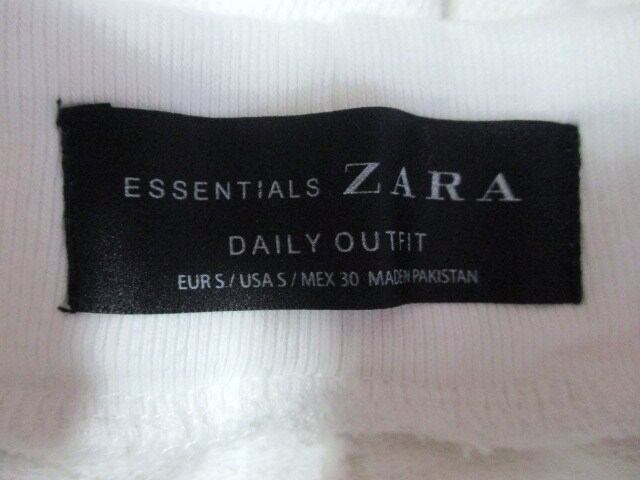 ESSENTIALS ZARA
DAILY OUTFIT
EUR S / USA S / MEX 30 MADE IN PAKISTAN